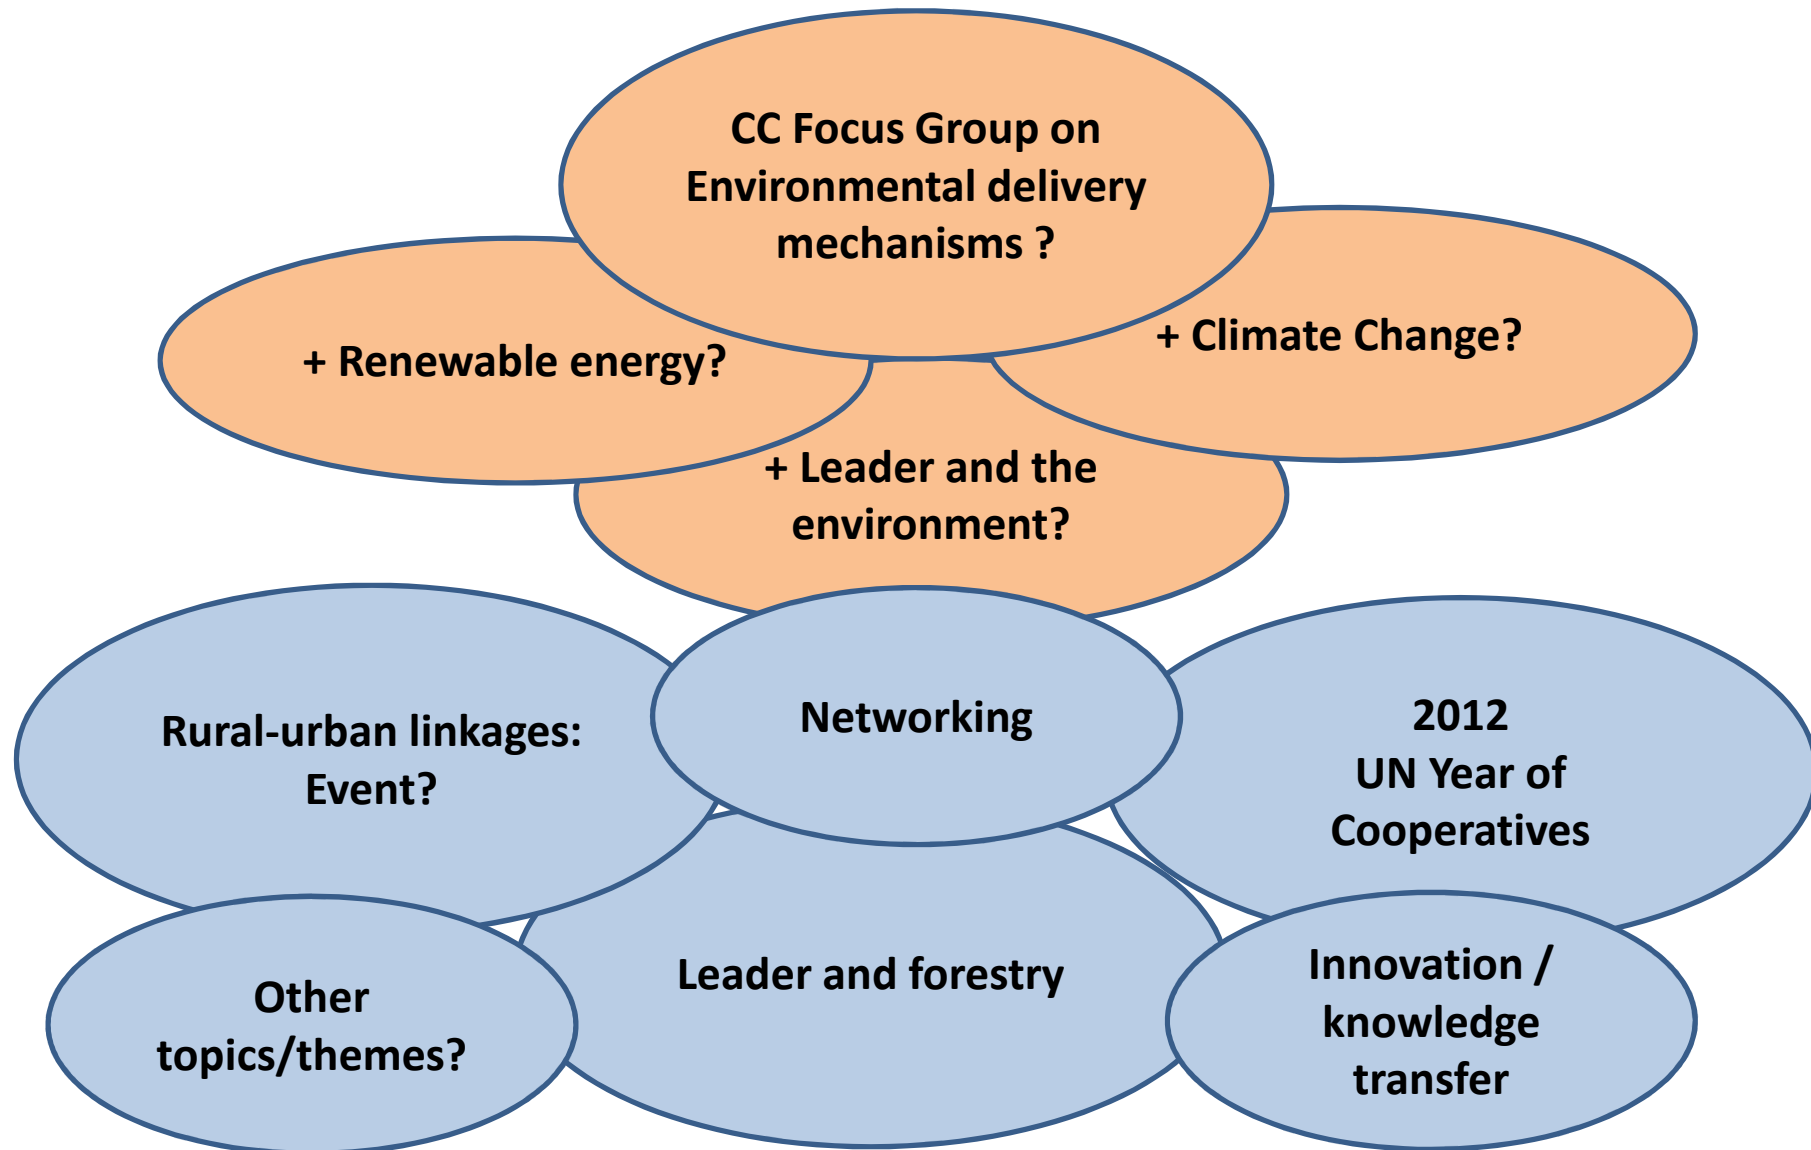 CC Focus Group on
Environmental delivery
mechanisms ?
+ Renewable energy?
+ Climate Change?
+ Leader and the
environment?
Rural-urban linkages:
Event?
Networking
2012
UN Year of
Cooperatives
Other
topics/themes?
Leader and forestry
Innovation /
knowledge
transfer